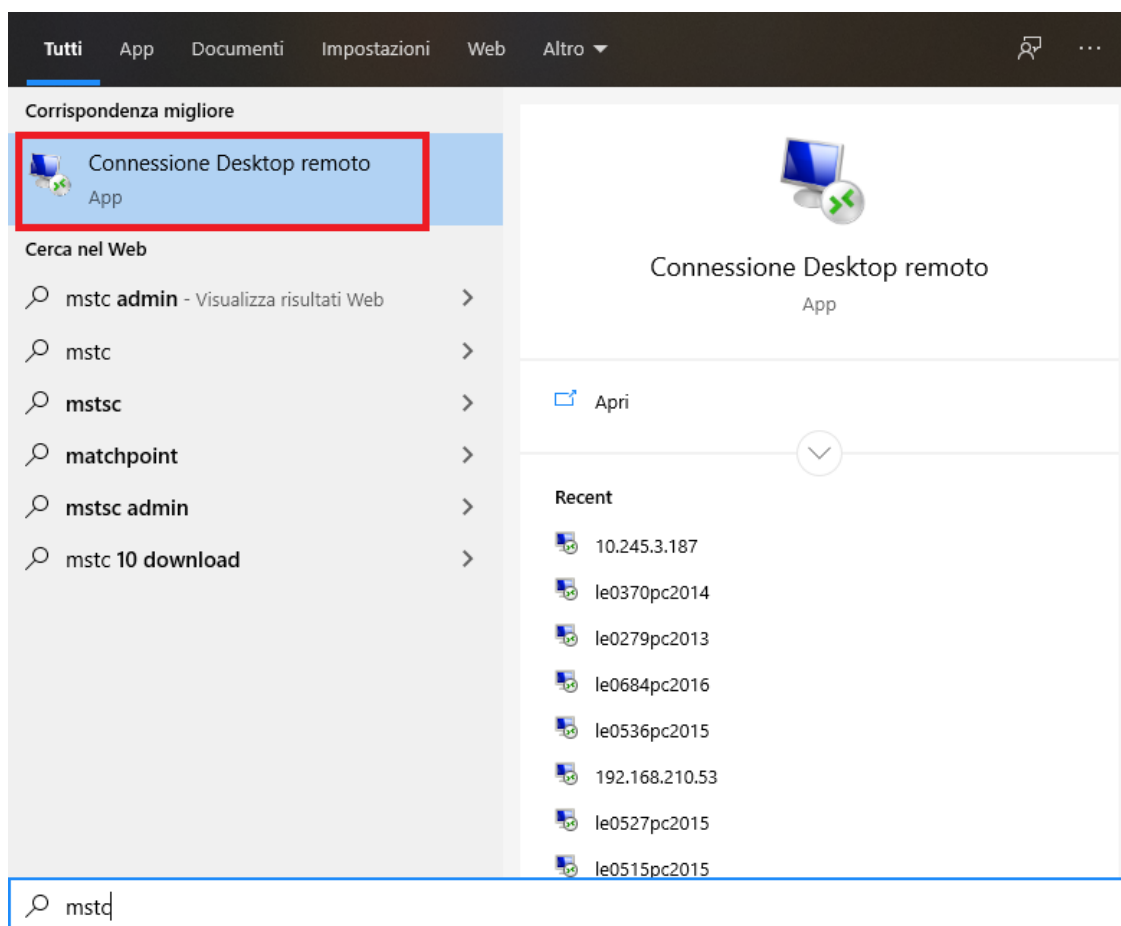 Tutti App Documenti Impostazioni Web Altro
Corrispondenza migliore
Connessione Desktop remoto
App
Cerca nel Web
mstc admin - Visualizza risultati Web
mstc
mstsc
matchpoint
mstsc admin
mstc 10 download
Connessione Desktop remoto
App
Apri
Recent
10.245.3.187
le0370pc2014
le0279pc2013
le0684pc2016
le0536pc2015
192.168.210.53
le0527pc2015
le0515pc2015
mstc